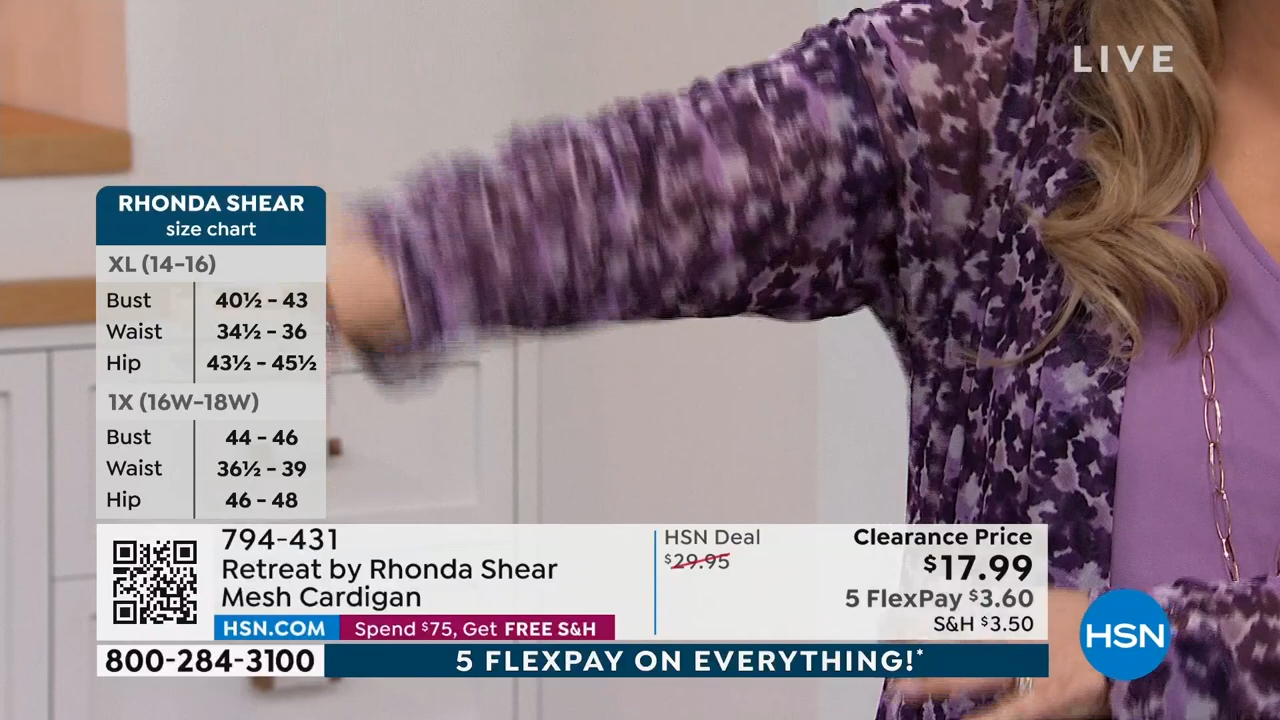 LIVE
RHONDA SHEAR
size chart
XL (14-16)
Bust 40½ - 43
Waist 34½ - 36
Hip 43½ - 45½
1X (16W-18W)
Bust 44 - 46
Waist 36½ - 39
Hip 46 - 48
794-431
Retreat by Rhonda Shear
Mesh Cardigan
HSN.COM Spend $75, Get FREE S&H
HSN Deal
$29.95
Clearance Price
$17.99
5 FlexPay $3.60
S&H $3.50
HSN
800-284-3100 5 FLEXPAY ON EVERYTHING!*